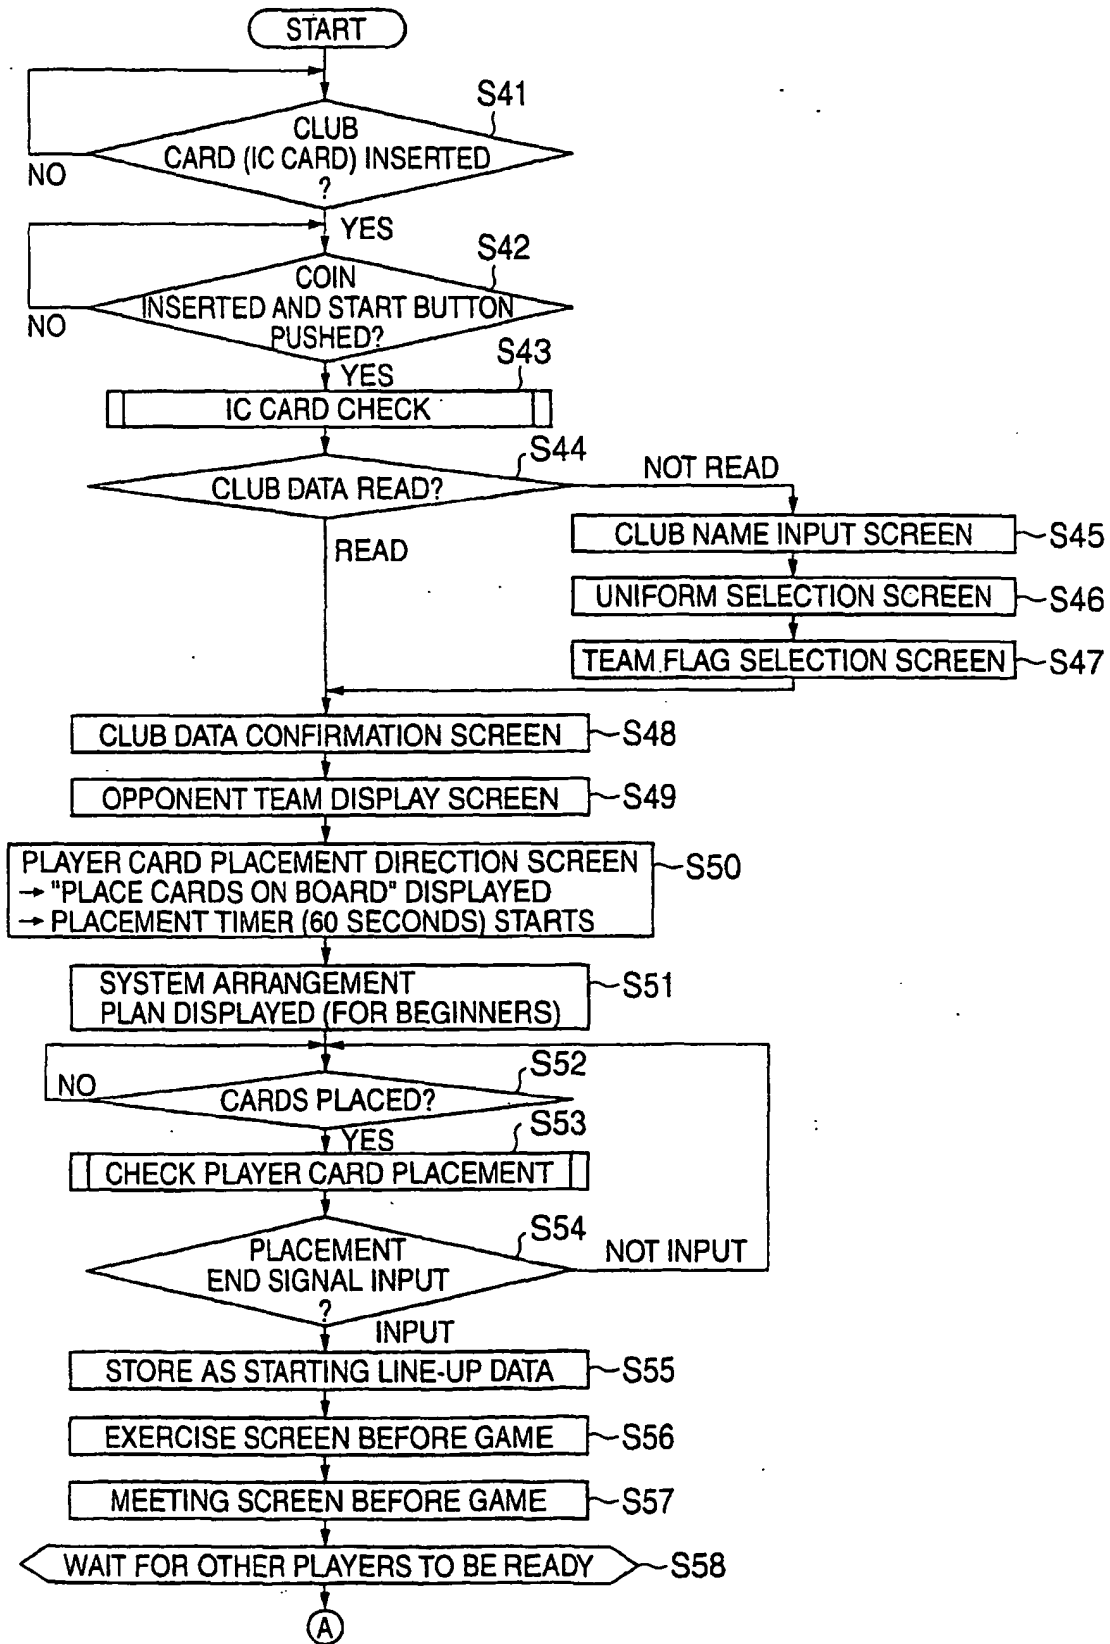 START
S41
CLUB
CARD (IC CARD) INSERTED
?
NO
YES
S42
COIN
INSERTED AND START BUTTON
PUSHED?
NO
YES
S43
IC CARD CHECK
S44
CLUB DATA READ?
NOT READ
READ
CLUB NAME INPUT SCREEN
S45
UNIFORM SELECTION SCREEN
S46
TEAM FLAG SELECTION SCREEN
S47
CLUB DATA CONFIRMATION SCREEN
S48
OPPONENT TEAM DISPLAY SCREEN
S49
PLAYER CARD PLACEMENT DIRECTION SCREEN
S50
→ "PLACE CARDS ON BOARD" DISPLAYED
→ PLACEMENT TIMER (60 SECONDS) STARTS
SYSTEM ARRANGEMENT
S51
PLAN DISPLAYED (FOR BEGINNERS)
S52
NO
CARDS PLACED?
YES
S53
CHECK PLAYER CARD PLACEMENT
S54
PLACEMENT
END SIGNAL INPUT
?
NOT INPUT
INPUT
STORE AS STARTING LINE-UP DATA
S55
EXERCISE SCREEN BEFORE GAME
S56
MEETING SCREEN BEFORE GAME
S57
WAIT FOR OTHER PLAYERS TO BE READY
S58
A